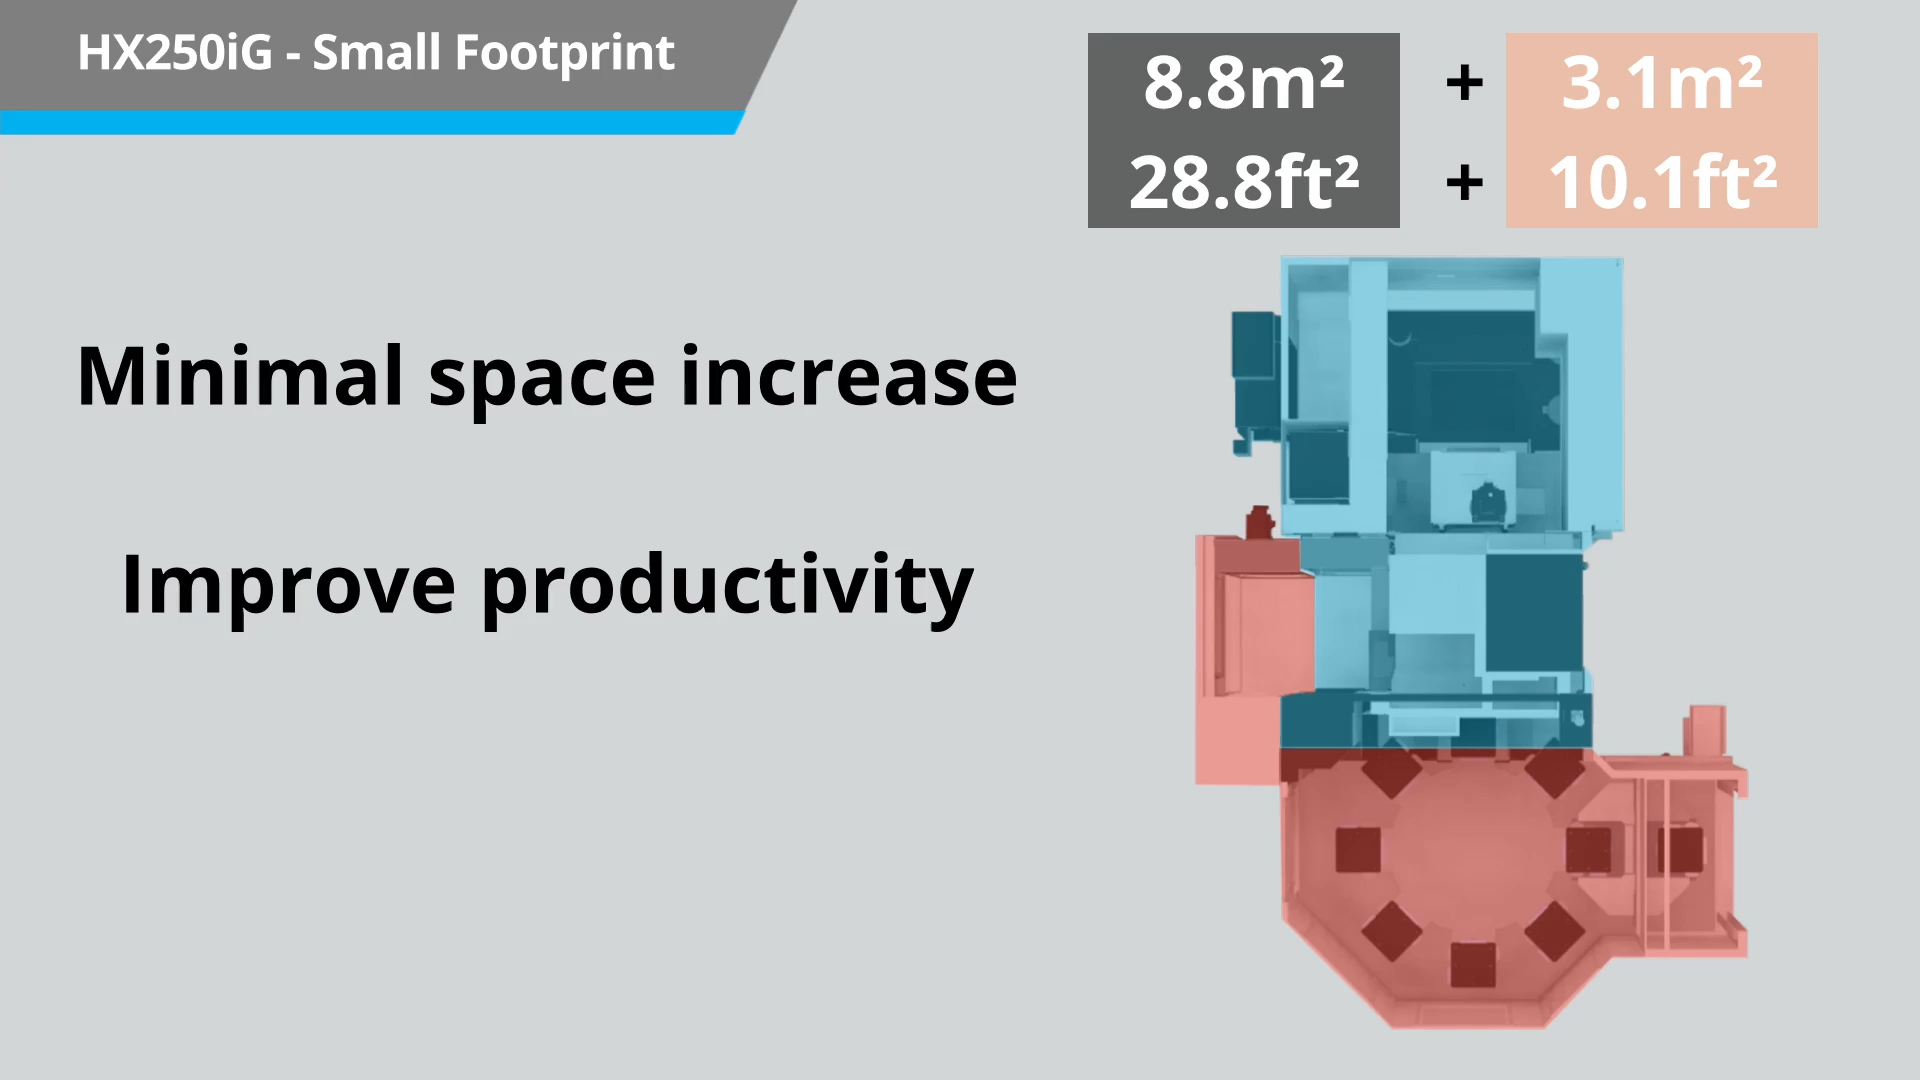 HX250iG - Small Footprint
8.8m² + 3.1m²
28.8ft² + 10.1ft²
Minimal space increase
Improve productivity